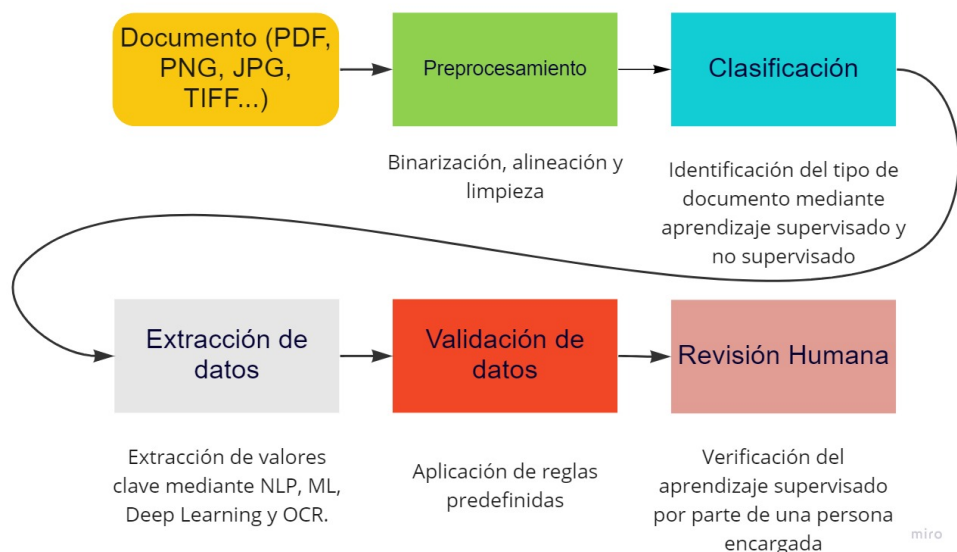 Documento (PDF,
PNG, JPG,
TIFF...)
Preprocesamiento
Clasificación
Binarización, alineación y
limpieza
Identificación del tipo de
documento mediante
aprendizaje supervisado y
no supervisado
Extracción de
datos
Validación de
datos
Revisión Humana
Extracción de valores
clave mediante NLP, ML,
Deep Learning y OCR.
Aplicación de reglas
predefinidas
Verificación del
aprendizaje supervisado
por parte de una persona
encargada
miro